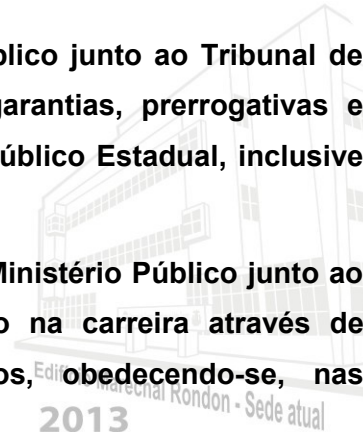 blico junto ao Tribunal de
garantias, prerrogativas e
úblico Estadual, inclusive
Ministério Público junto ao
o na carreira através de
os, obedecendo-se, nas
Edifício Marechal Rondon - Sede atual
2013